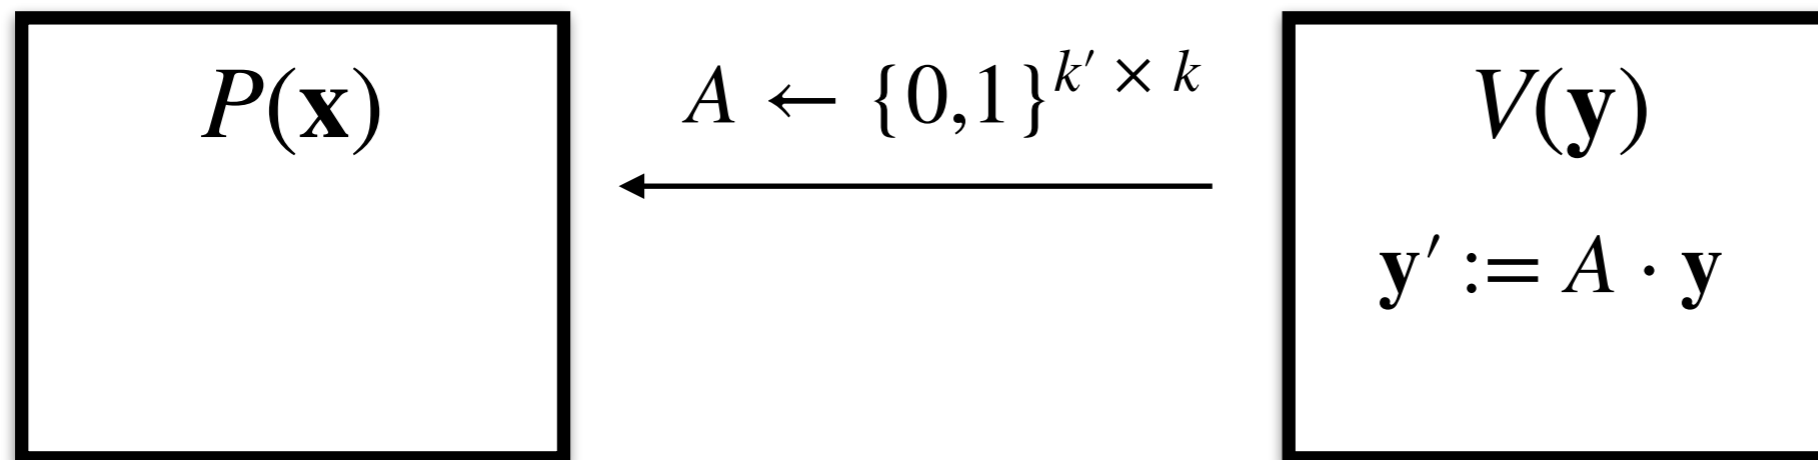 P(𝐱)
A ← {0,1}^{k′ × k}
V(𝐲)
𝐲′ := A · 𝐲